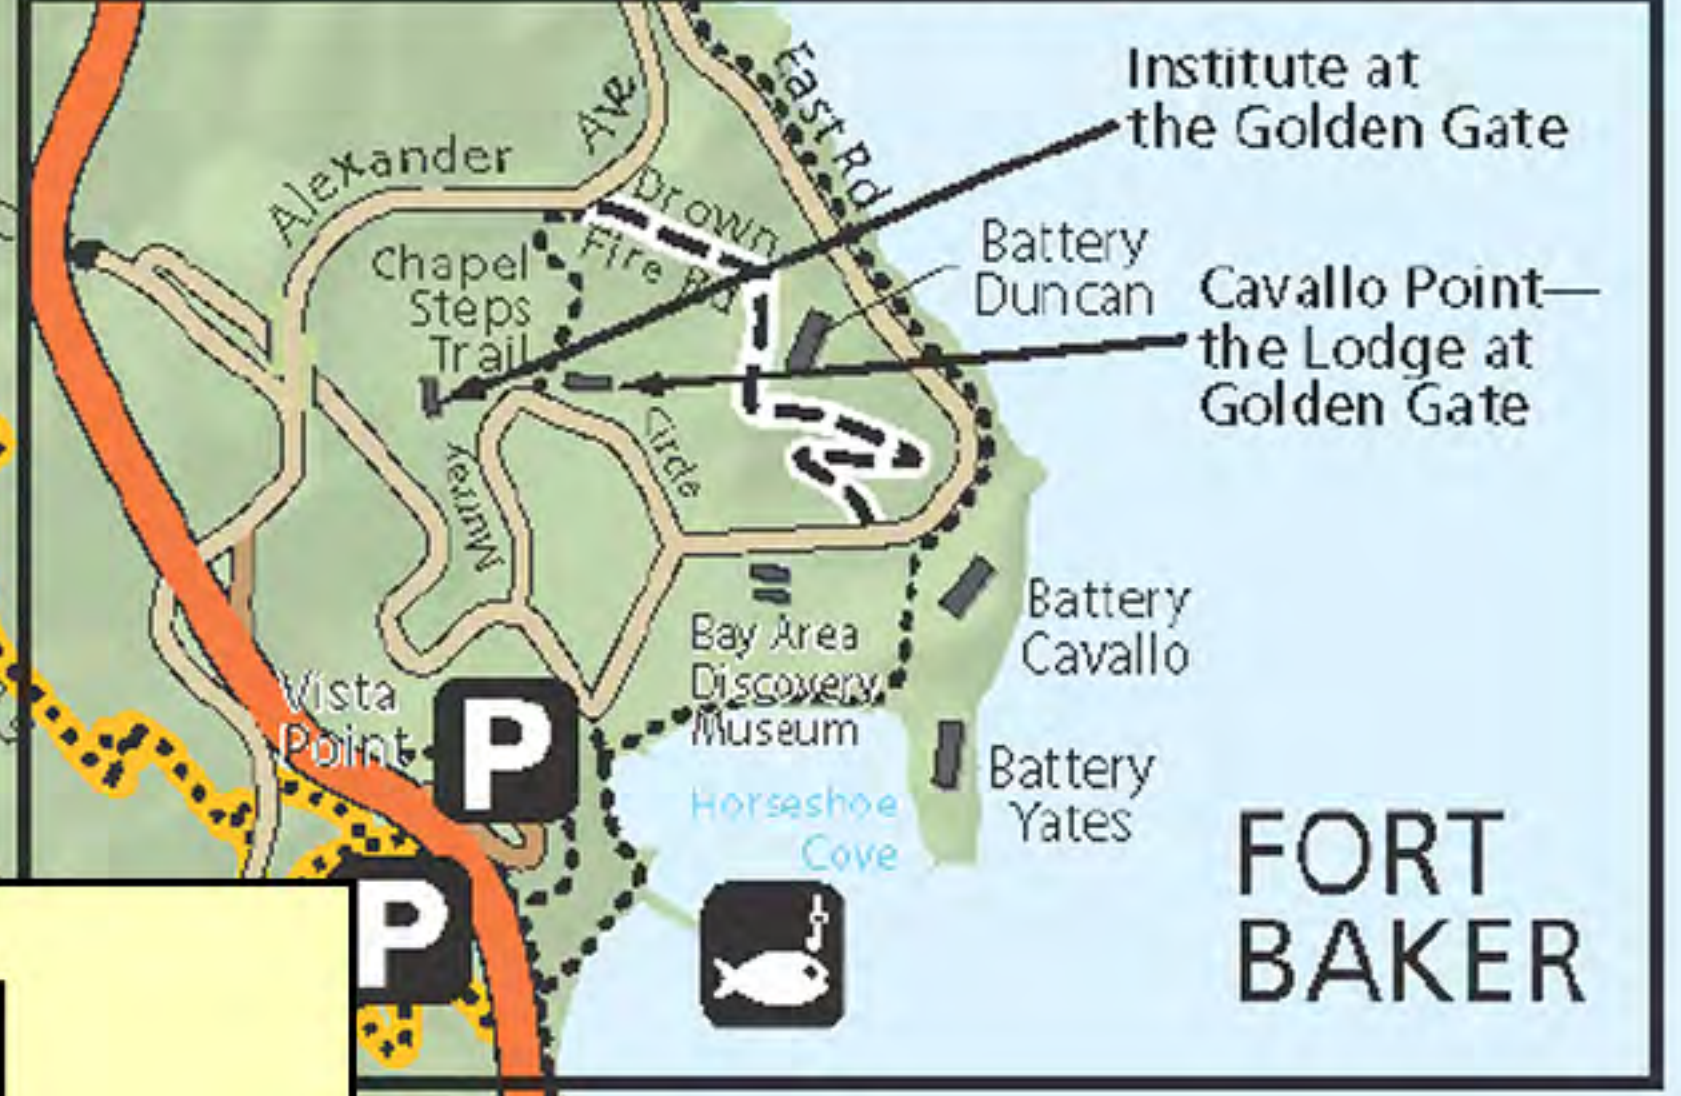 Institute at
the Golden Gate
East Rd
Alexander
Ave
Drown
Fire Rd
Battery
Duncan
Chapel
Steps
Trail
Cavallo Point—
the Lodge at
Golden Gate
Murrey
Circle
Battery
Cavallo
Bay Area
Discovery
Museum
Vista
Point
P
Battery
Yates
Horseshoe
Cove
P
FORT
BAKER